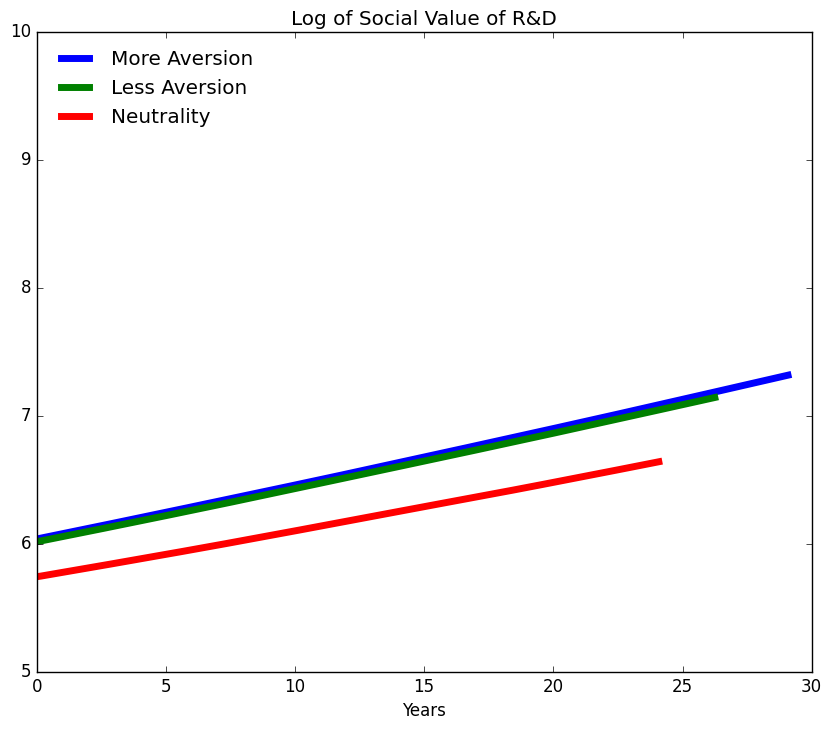 Log of Social Value of R&D
10
9
8
7
6
5
More Aversion
Less Aversion
Neutrality
0 5 10 15 20 25 30
Years